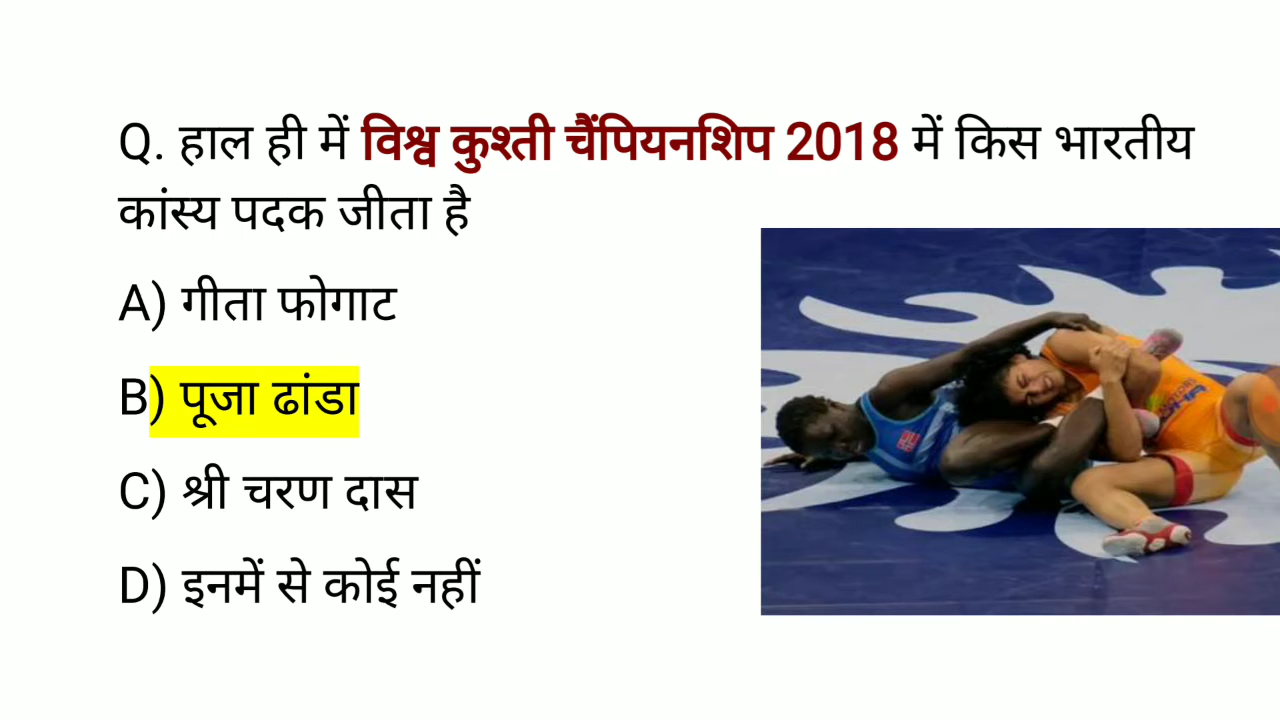 Q. हाल ही में विश्व कुश्ती चैंपियनशिप 2018 में किस भारतीय
कांस्य पदक जीता है
A) गीता फोगाट
B) पूजा ढांडा
C) श्री चरण दास
D) इनमें से कोई नहीं